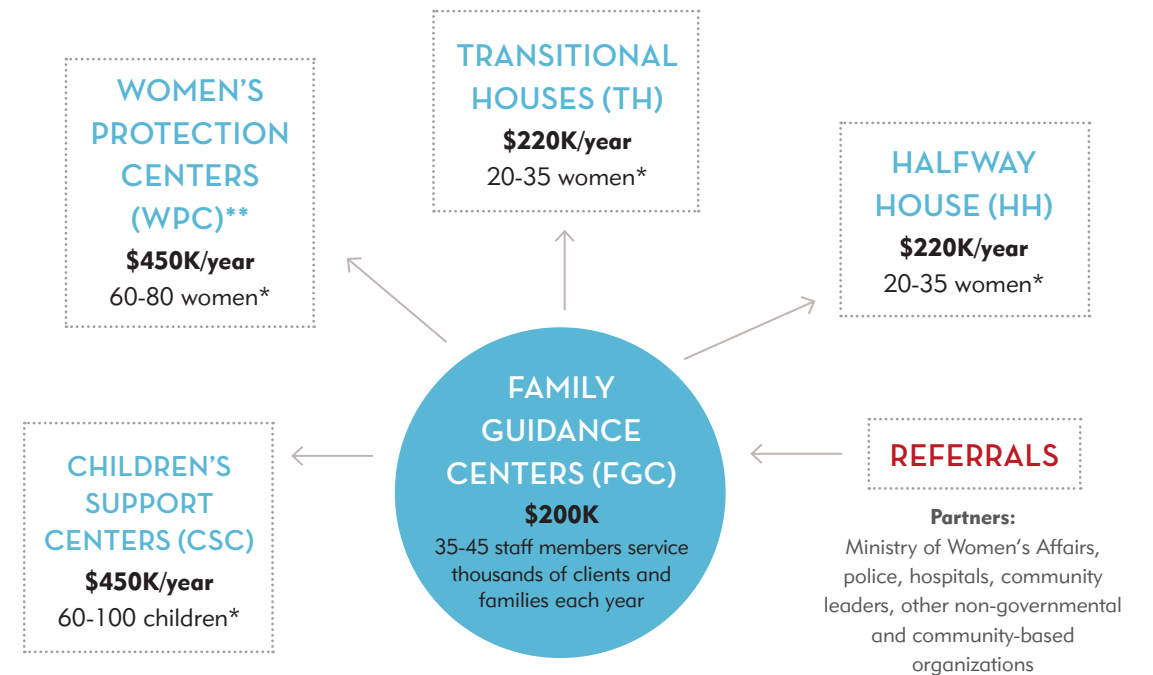 WOMEN'S
PROTECTION
CENTERS
(WPC)**
$450K/year
60-80 women*
TRANSITIONAL
HOUSES (TH)
$220K/year
20-35 women*
HALFWAY
HOUSE (HH)
$220K/year
20-35 women*
CHILDREN'S
SUPPORT
CENTERS (CSC)
$450K/year
60-100 children*
FAMILY
GUIDANCE
CENTERS (FGC)
$200K
35-45 staff members service
thousands of clients and
families each year
REFERRALS
Partners:
Ministry of Women's Affairs,
police, hospitals, community
leaders, other non-governmental
and community-based
organizations